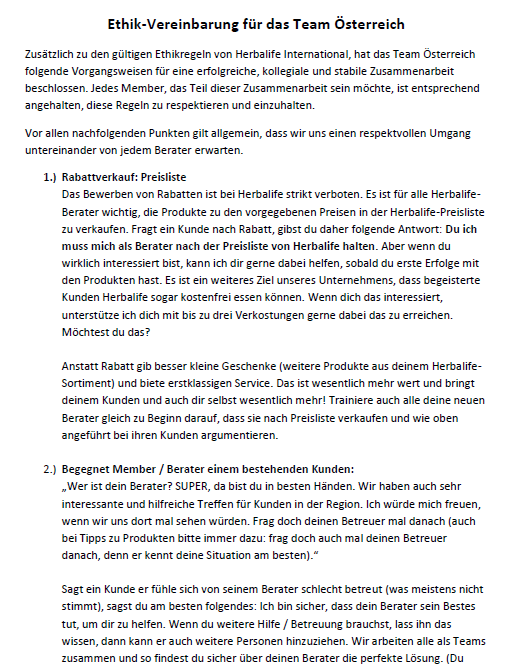 Ethik-Vereinbarung für das Team Österreich
Zusätzlich zu den gültigen Ethikregeln von Herbalife International, hat das Team Österreich
folgende Vorgangsweisen für eine erfolgreiche, kollegiale und stabile Zusammenarbeit
beschlossen. Jedes Member, das Teil dieser Zusammenarbeit sein möchte, ist entsprechend
angehalten, diese Regeln zu respektieren und einzuhalten.
Vor allen nachfolgenden Punkten gilt allgemein, dass wir uns einen respektvollen Umgang
untereinander von jedem Berater erwarten.
1.) Rabattverkauf: Preisliste
Das Bewerben von Rabatten ist bei Herbalife strikt verboten. Es ist für alle Herbalife-
Berater wichtig, die Produkte zu den vorgegebenen Preisen in der Herbalife-Preisliste
zu verkaufen. Fragt ein Kunde nach Rabatt, gibst du daher folgende Antwort: Du ich
muss mich als Berater nach der Preisliste von Herbalife halten. Aber wenn du
wirklich interessiert bist, kann ich dir gerne dabei helfen, sobald du erste Erfolge mit
den Produkten hast. Es ist ein weiteres Ziel unseres Unternehmens, dass begeisterte
Kunden Herbalife sogar kostenfrei essen können. Wenn dich das interessiert,
unterstütze ich dich mit bis zu drei Verkostungen gerne dabei das zu erreichen.
Möchtest du das?
Anstatt Rabatt gib besser kleine Geschenke (weitere Produkte aus deinem Herbalife-
Sortiment) und biete erstklassigen Service. Das ist wesentlich mehr wert und bringt
deinem Kunden und auch dir selbst wesentlich mehr! Trainiere auch alle deine neuen
Berater gleich zu Beginn darauf, dass sie nach Preisliste verkaufen und wie oben
angeführt bei ihren Kunden argumentieren.
2.) Begegnet Member / Berater einem bestehenden Kunden:
„Wer ist dein Berater? SUPER, da bist du in besten Händen. Wir haben auch sehr
interessante und hilfreiche Treffen für Kunden in der Region. Ich würde mich freuen,
wenn wir uns dort mal sehen würden. Frag doch deinen Betreuer mal danach (auch
bei Tipps zu Produkten bitte immer dazu: frag doch auch mal deinen Betreuer
danach, denn er kennt deine Situation am besten).“
Sagt ein Kunde er fühle sich von seinem Berater schlecht betreut (was meistens nicht
stimmt), sagst du am besten folgendes: Ich bin sicher, dass dein Berater sein Bestes
tut, um dir zu helfen. Wenn du weitere Hilfe / Betreuung brauchst, lass ihn das
wissen, dann kann er auch weitere Personen hinzuziehen. Wir arbeiten alle als Teams
zusammen und so findest du sicher über deinen Berater die perfekte Lösung. (Du